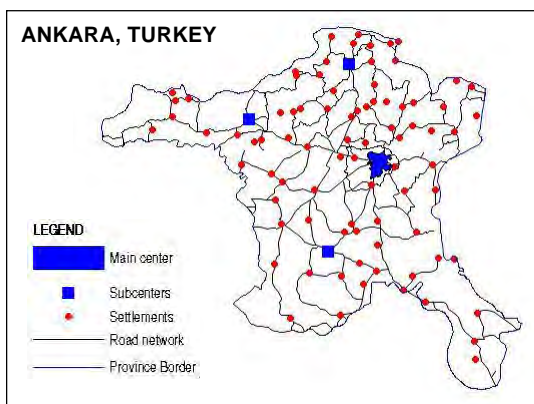 ANKARA, TURKEY
LEGEND
Main center
Subcenters
Settlements
Road network
Province Border